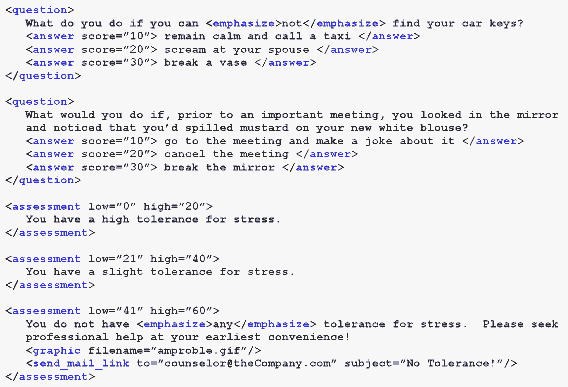 <question>
What do you do if you can <emphasize>not</emphasize> find your car keys?
<answer score="10"> remain calm and call a taxi </answer>
<answer score="20"> scream at your spouse </answer>
<answer score="30"> break a vase </answer>
</question>
<question>
What would you do if, prior to an important meeting, you looked in the mirror
and noticed that you'd spilled mustard on your new white blouse?
<answer score="10"> go to the meeting and make a joke about it </answer>
<answer score="20"> cancel the meeting </answer>
<answer score="30"> break the mirror </answer>
</question>
<assessment low="0" high="20">
You have a high tolerance for stress.
</assessment>
<assessment low="21" high="40">
You have a slight tolerance for stress.
</assessment>
<assessment low="41" high="60">
You do not have <emphasize>any</emphasize> tolerance for stress.  Please seek
professional help at your earliest convenience!
<graphic filename="amproble.gif"/>
<send_mail_link to="counselor@theCompany.com" subject="No Tolerance!"/>
</assessment>